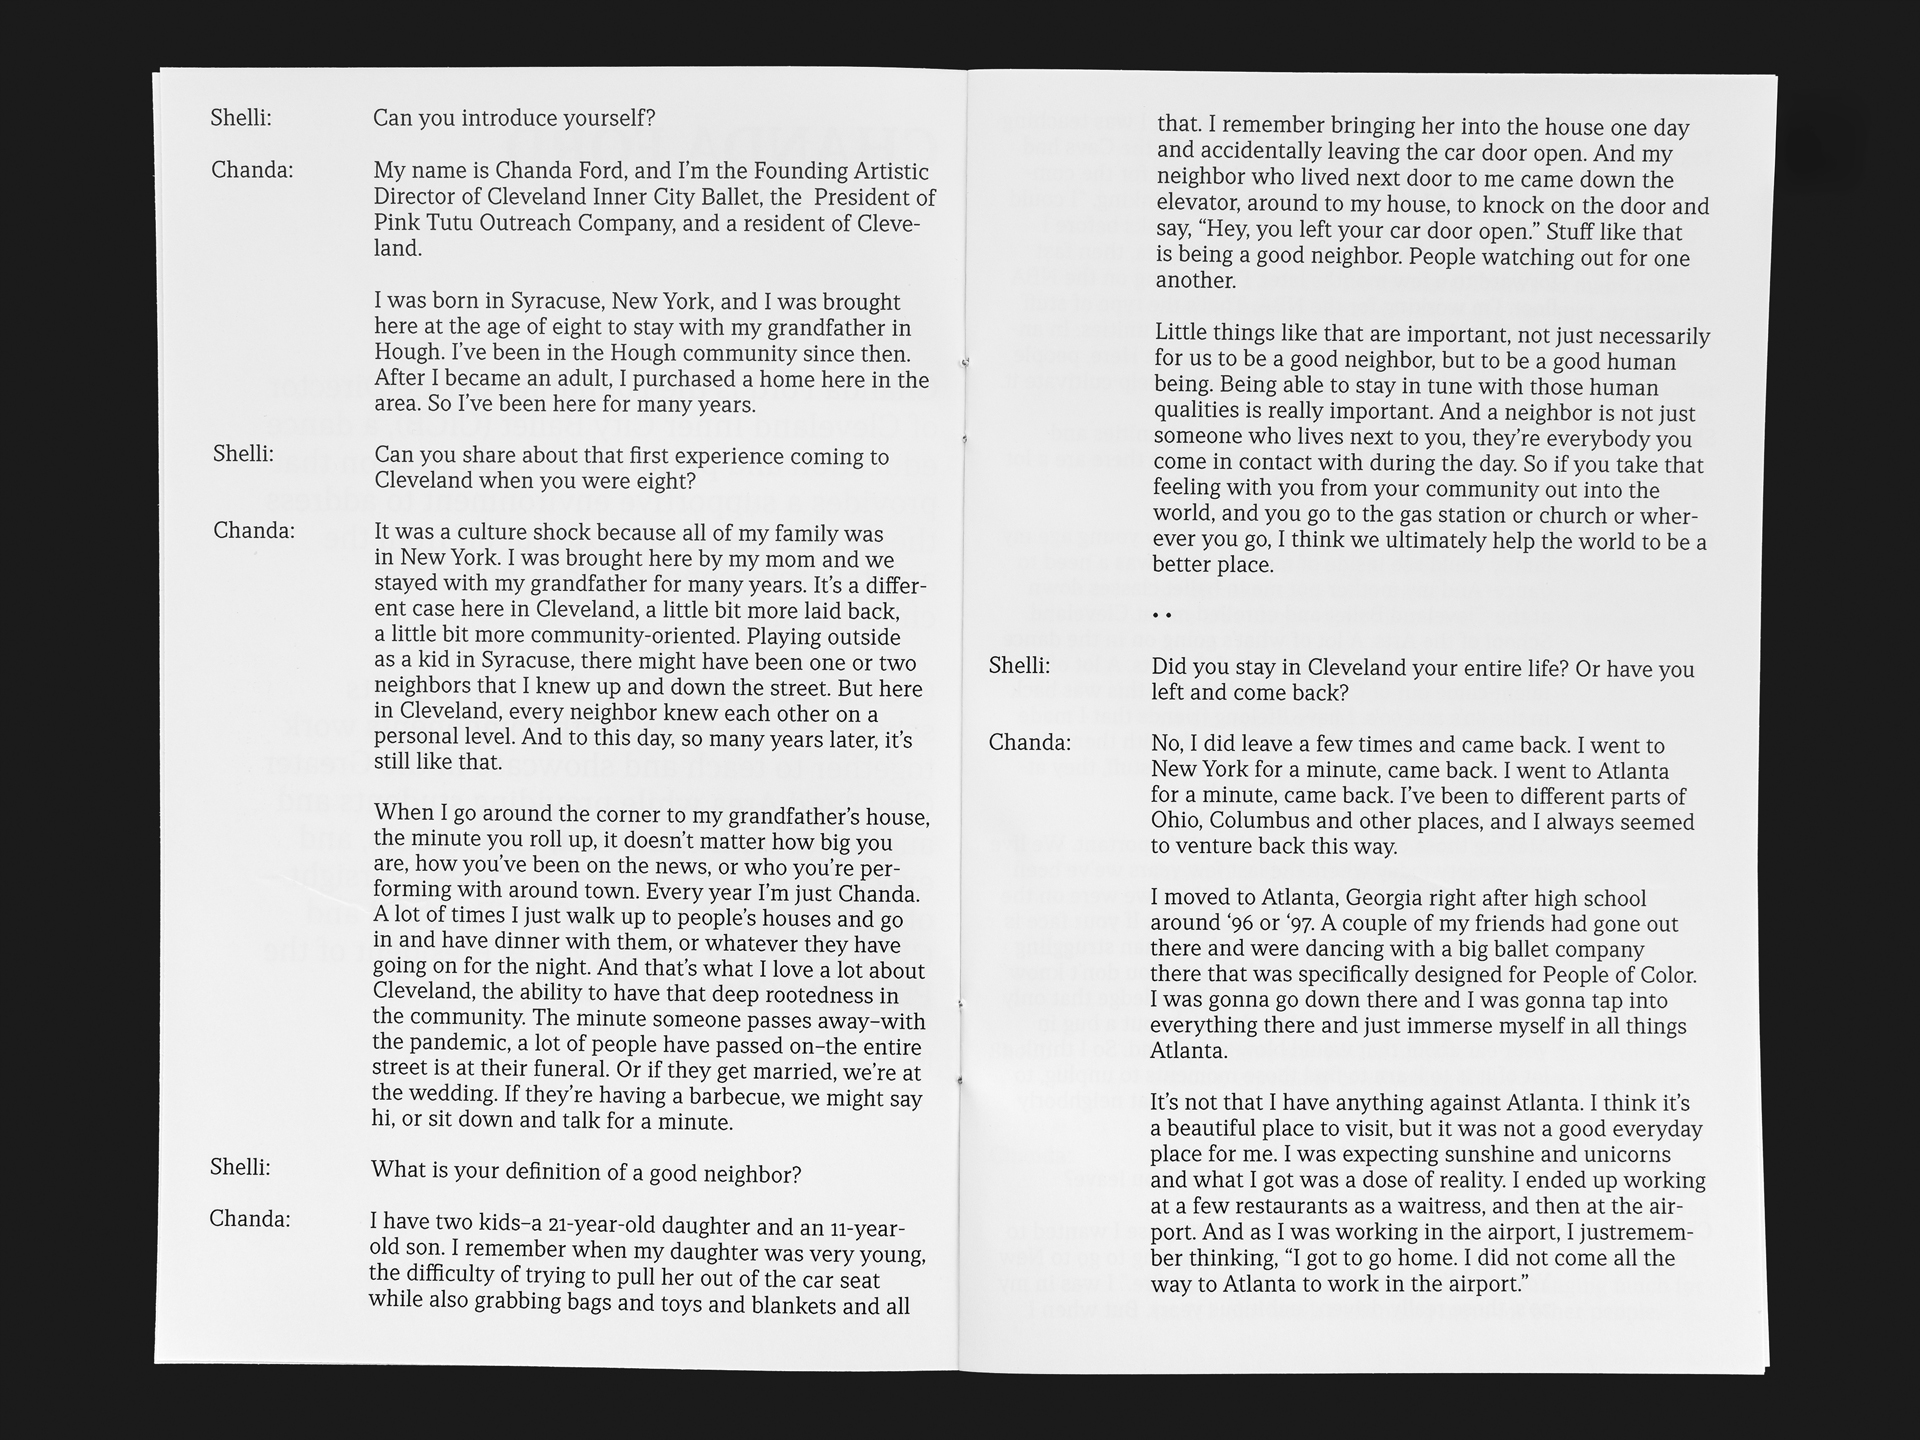 Shelli: Can you introduce yourself?
Chanda: My name is Chanda Ford, and I’m the Founding Artistic
Director of Cleveland Inner City Ballet, the  President of
Pink Tutu Outreach Company, and a resident of Cleve-
land.
I was born in Syracuse, New York, and I was brought
here at the age of eight to stay with my grandfather in
Hough. I’ve been in the Hough community since then.
After I became an adult, I purchased a home here in the
area. So I’ve been here for many years.
Shelli: Can you share about that first experience coming to
Cleveland when you were eight?
Chanda: It was a culture shock because all of my family was
in New York. I was brought here by my mom and we
stayed with my grandfather for many years. It’s a differ-
ent case here in Cleveland, a little bit more laid back,
a little bit more community-oriented. Playing outside
as a kid in Syracuse, there might have been one or two
neighbors that I knew up and down the street. But here
in Cleveland, every neighbor knew each other on a
personal level. And to this day, so many years later, it’s
still like that.
When I go around the corner to my grandfather’s house,
the minute you roll up, it doesn’t matter how big you
are, how you’ve been on the news, or who you’re per-
forming with around town. Every year I’m just Chanda.
A lot of times I just walk up to people’s houses and go
in and have dinner with them, or whatever they have
going on for the night. And that’s what I love a lot about
Cleveland, the ability to have that deep rootedness in
the community. The minute someone passes away–with
the pandemic, a lot of people have passed on–the entire
street is at their funeral. Or if they get married, we’re at
the wedding. If they’re having a barbecue, we might say
hi, or sit down and talk for a minute.
Shelli: What is your definition of a good neighbor?
Chanda: I have two kids–a 21-year-old daughter and an 11-year-
old son. I remember when my daughter was very young,
the difficulty of trying to pull her out of the car seat
while also grabbing bags and toys and blankets and all
that. I remember bringing her into the house one day
and accidentally leaving the car door open. And my
neighbor who lived next door to me came down the
elevator, around to my house, to knock on the door and
say, “Hey, you left your car door open.” Stuff like that
is being a good neighbor. People watching out for one
another.
Little things like that are important, not just necessarily
for us to be a good neighbor, but to be a good human
being. Being able to stay in tune with those human
qualities is really important. And a neighbor is not just
someone who lives next to you, they’re everybody you
come in contact with during the day. So if you take that
feeling with you from your community out into the
world, and you go to the gas station or church or wher-
ever you go, I think we ultimately help the world to be a
better place.
• •
Shelli: Did you stay in Cleveland your entire life? Or have you
left and come back?
Chanda: No, I did leave a few times and came back. I went to
New York for a minute, came back. I went to Atlanta
for a minute, came back. I’ve been to different parts of
Ohio, Columbus and other places, and I always seemed
to venture back this way.
I moved to Atlanta, Georgia right after high school
around ‘96 or ‘97. A couple of my friends had gone out
there and were dancing with a big ballet company
there that was specifically designed for People of Color.
I was gonna go down there and I was gonna tap into
everything there and just immerse myself in all things
Atlanta.
It’s not that I have anything against Atlanta. I think it’s
a beautiful place to visit, but it was not a good everyday
place for me. I was expecting sunshine and unicorns
and what I got was a dose of reality. I ended up working
at a few restaurants as a waitress, and then at the air-
port. And as I was working in the airport, I justremem-
ber thinking, “I got to go home. I did not come all the
way to Atlanta to work in the airport.”